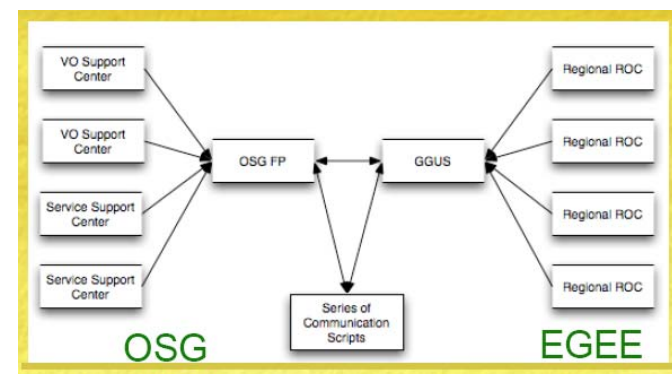 VO Support
Center
VO Support
Center
Service Support
Center
Service Support
Center
OSG FP
GGUS
Series of
Communication
Scripts
Regional ROC
Regional ROC
Regional ROC
Regional ROC
OSG
EGEE